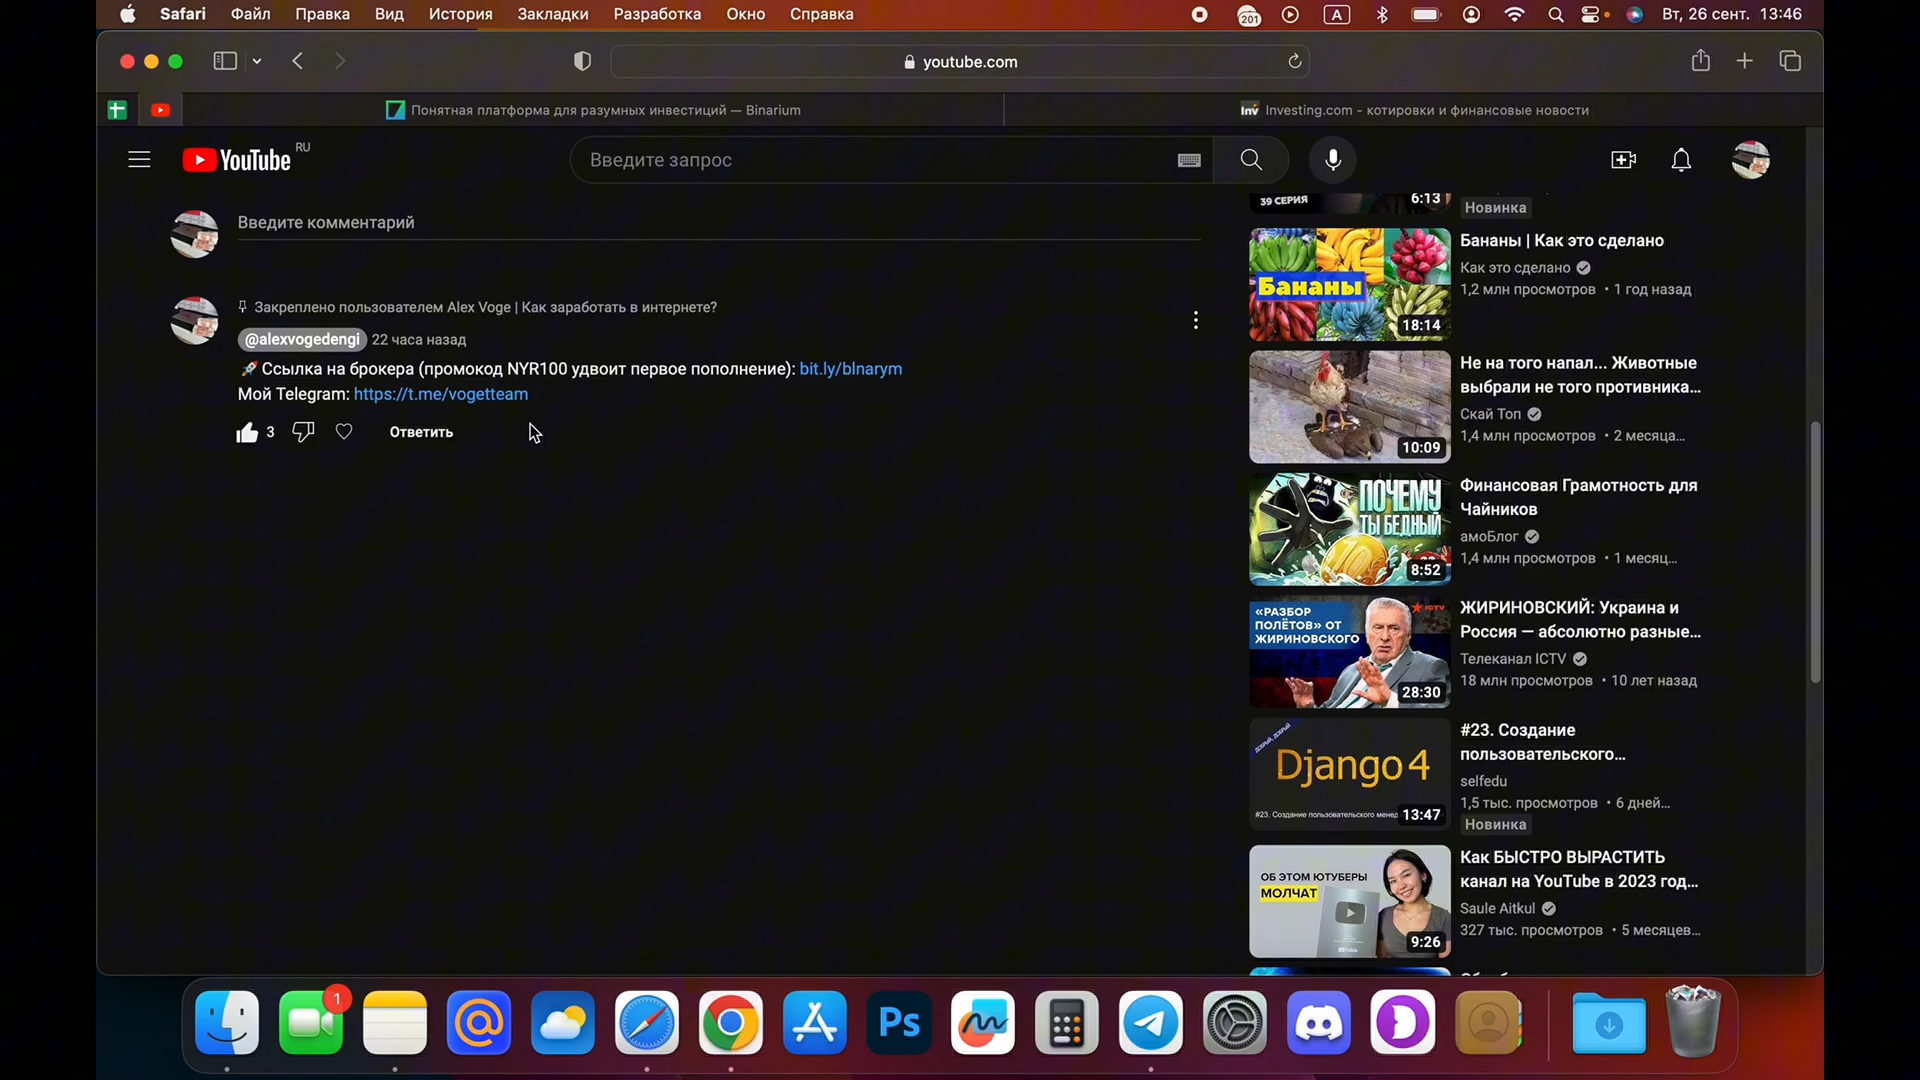 Safari Файл Правка Вид История Закладки Разработка Окно Справка
201
A
Вт, 26 сент. 13:46
youtube.com
Понятная платформа для разумных инвестиций — Binarium
Inv Investing.com - котировки и финансовые новости
YouTube RU
Введите запрос
Введите комментарий
Закреплено пользователем Alex Voge | Как заработать в интернете?
@alexvogedengi 22 часа назад
🚀Ссылка на брокера (промокод NYR100 удвоит первое пополнение): bit.ly/blnarym
Мой Telegram: https://t.me/vogetteam
3 Ответить
39 СЕРИЯ
6:13
Новинка
Бананы
18:14
Бананы | Как это сделано
Как это сделано
1,2 млн просмотров • 1 год назад
10:09
Не на того напал... Животные
выбрали не того противника...
Скай Топ
1,4 млн просмотров • 2 месяца...
ПОЧЕМУ
ТЫ БЕДНЫЙ
8:52
Финансовая Грамотность для
Чайников
амоБлог
1,4 млн просмотров • 1 месяц...
«РАЗБОР
ПОЛЁТОВ» ОТ
ЖИРИНОВСКОГО
ICTV
28:30
ЖИРИНОВСКИЙ: Украина и
Россия — абсолютно разные...
Телеканал ICTV
18 млн просмотров • 10 лет назад
ДОБРЫЙ, ДОБРЫЙ
Django 4
#23. Создание пользовательского менед
13:47
#23. Создание
пользовательского...
selfedu
1,5 тыс. просмотров • 6 дней...
Новинка
ОБ ЭТОМ ЮТУБЕРЫ
МОЛЧАТ
9:26
Как БЫСТРО ВЫРАСТИТЬ
канал на YouTube в 2023 год...
Saule Aitkul
327 тыс. просмотров • 5 месяцев...
1
Ps